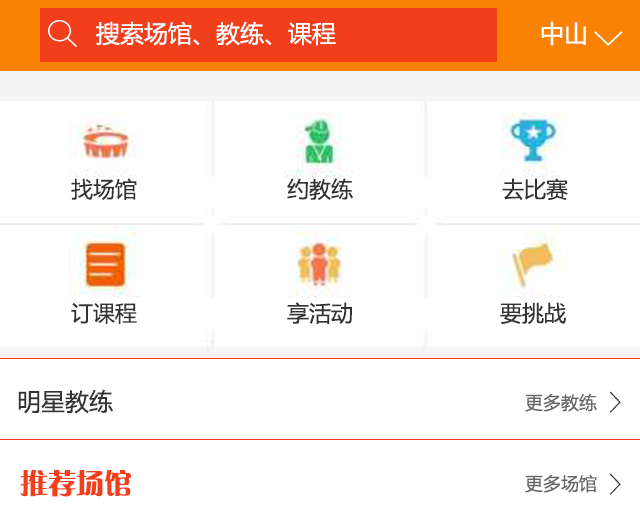 搜索场馆、教练、课程 中山
找场馆 约教练 去比赛
订课程 享活动 要挑战
明星教练 更多教练
推荐场馆 更多场馆